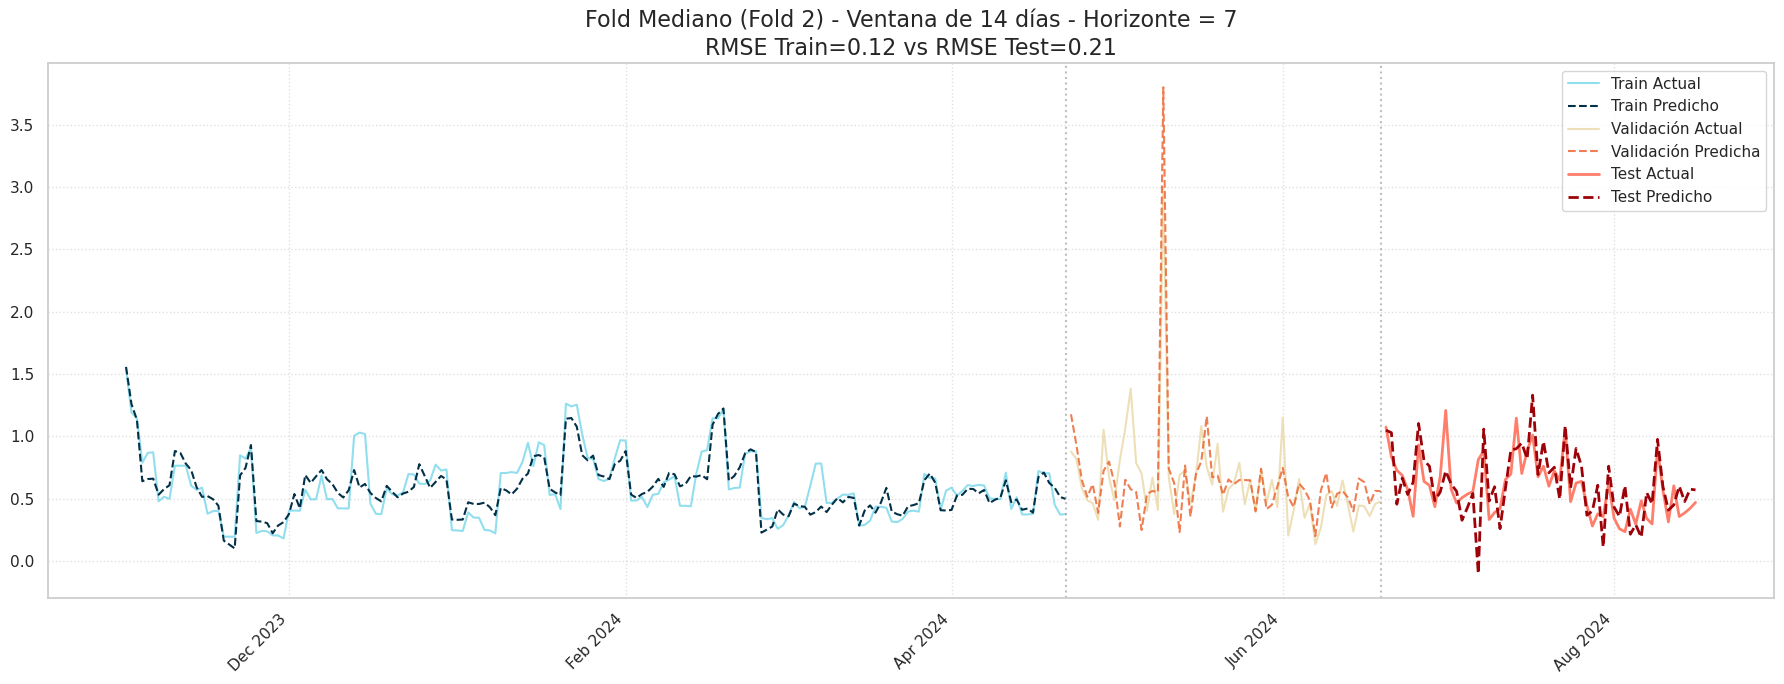 Fold Mediano (Fold 2) - Ventana de 14 días - Horizonte = 7
RMSE Train=0.12 vs RMSE Test=0.21
Train Actual
Train Predicho
Validación Actual
Validación Predicha
Test Actual
Test Predicho
3.5
3.0
2.5
2.0
1.5
1.0
0.5
0.0
Dec 2023
Feb 2024
Apr 2024
Jun 2024
Aug 2024